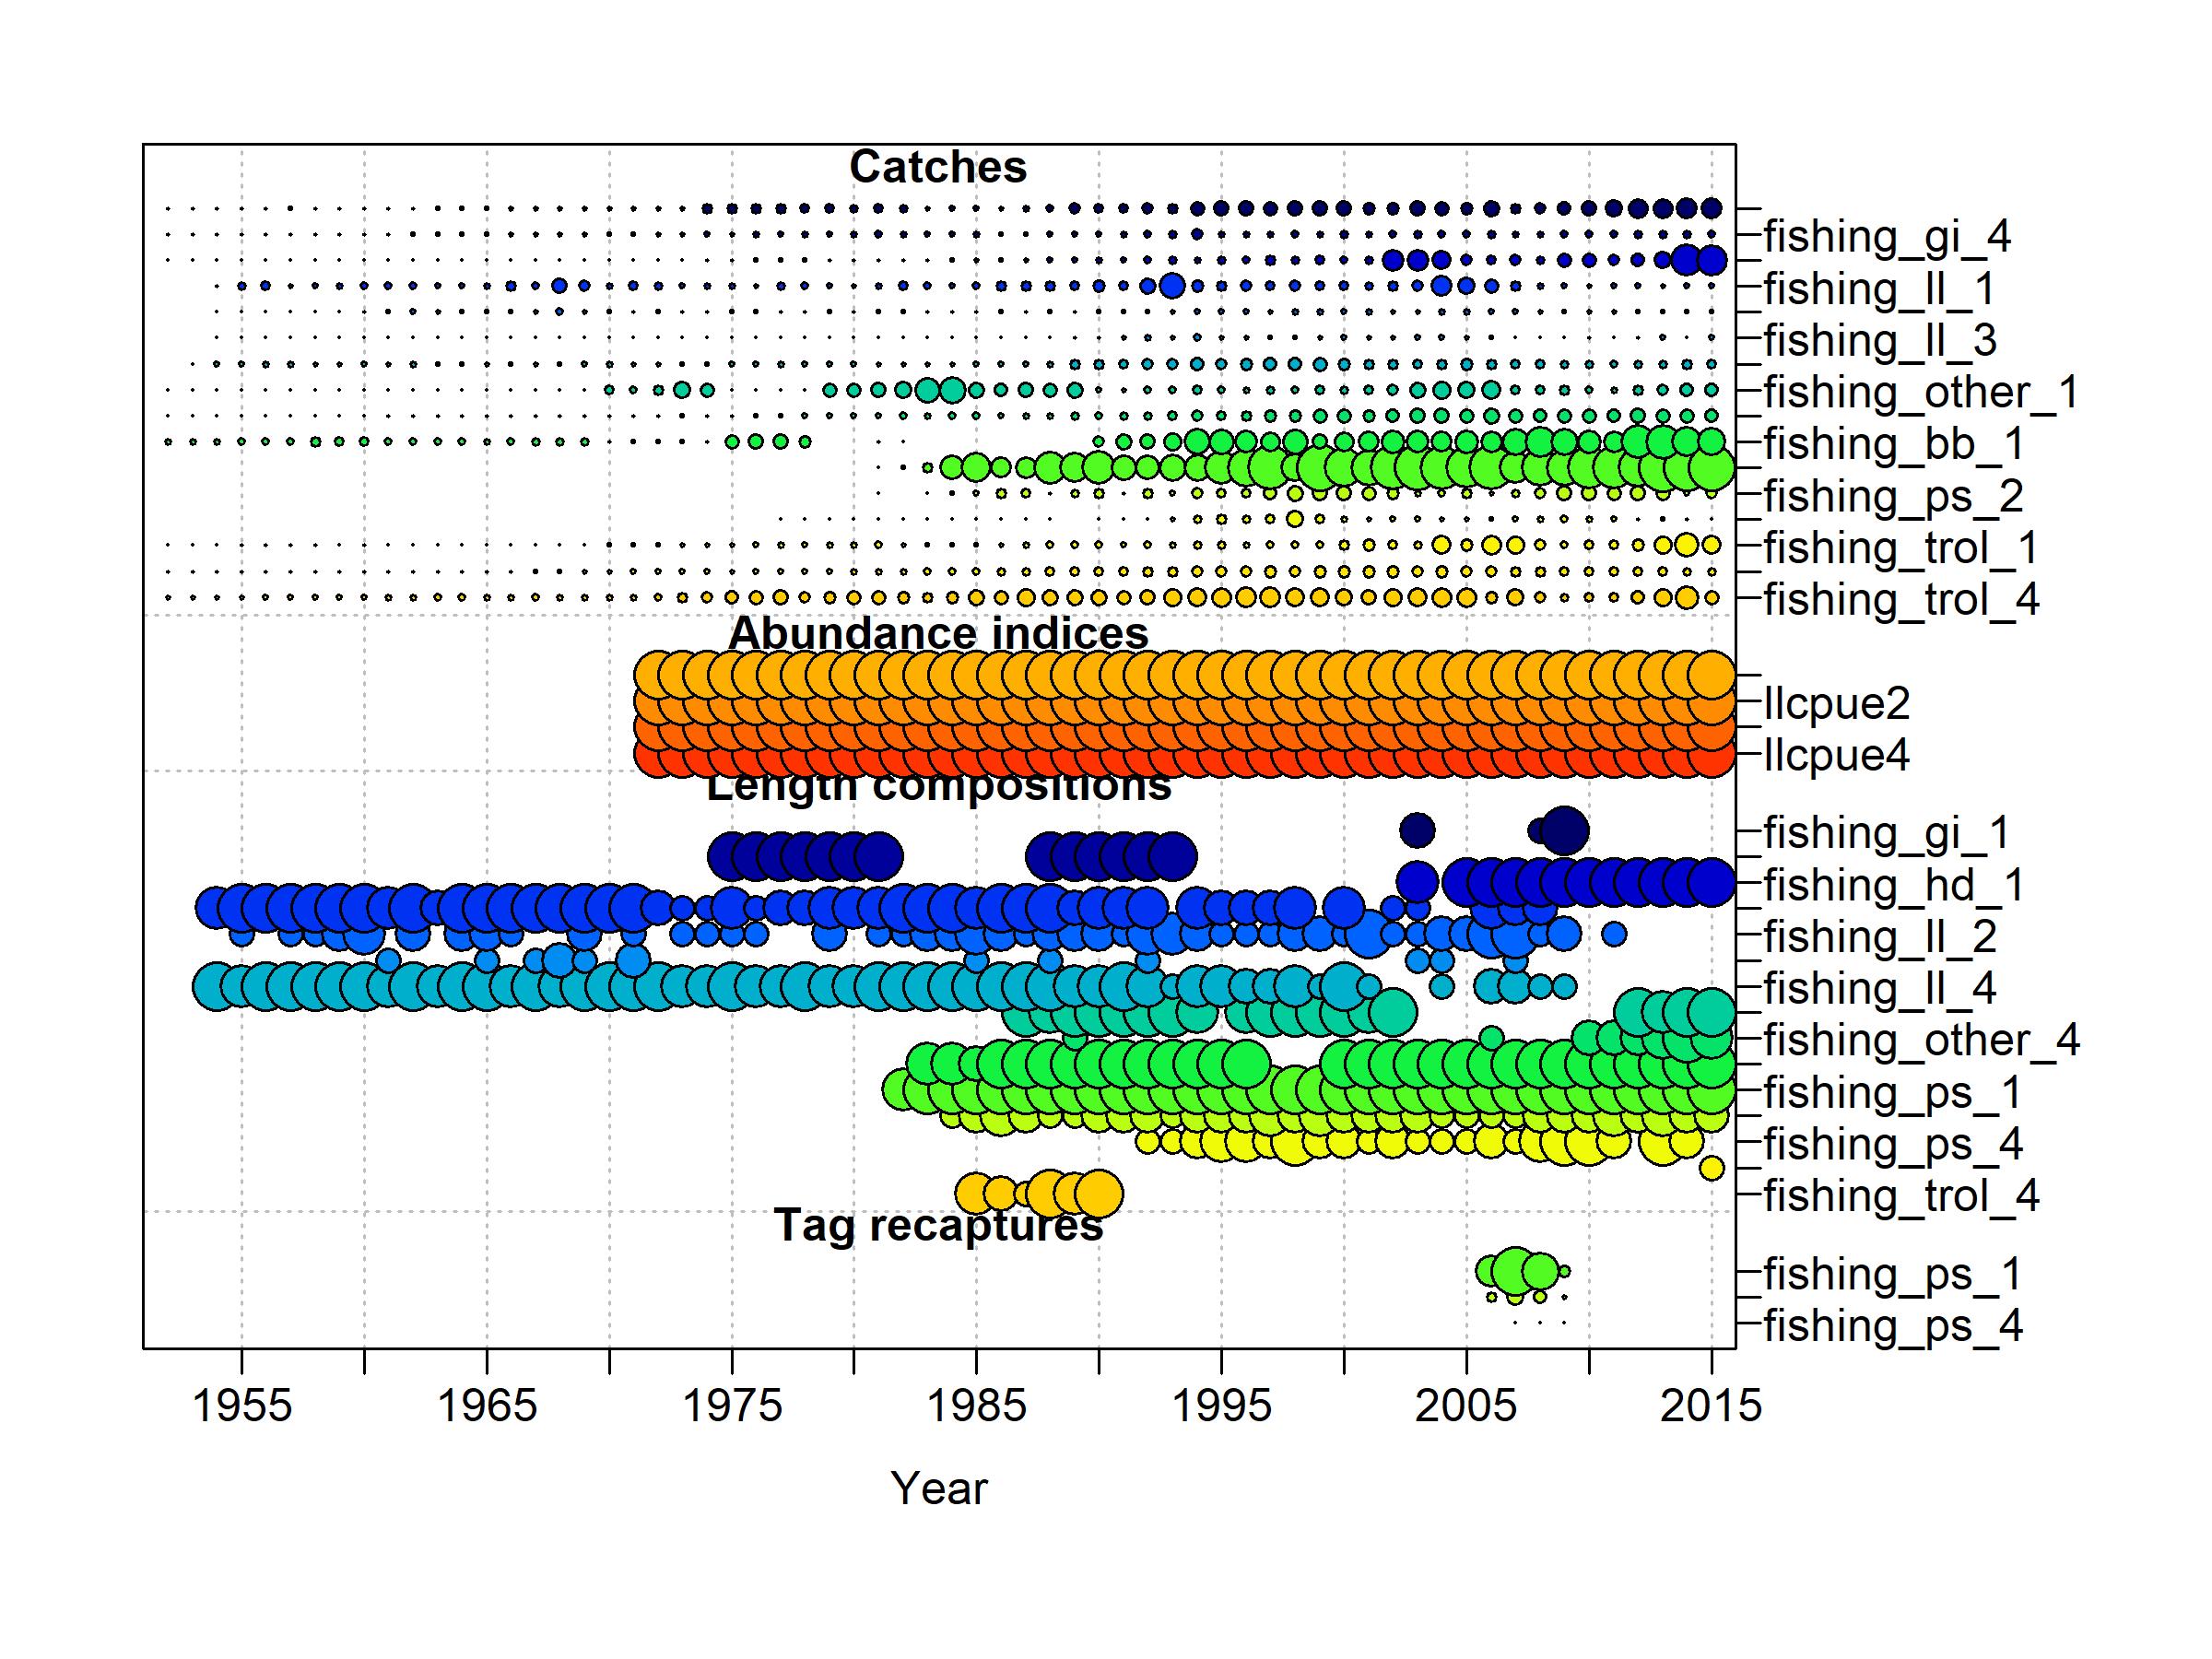 Catches
fishing_gi_4
fishing_ll_1
fishing_ll_3
fishing_other_1
fishing_bb_1
fishing_ps_2
fishing_trol_1
fishing_trol_4
Abundance indices
llcpue2
llcpue4
Length compositions
fishing_gi_1
fishing_hd_1
fishing_ll_2
fishing_ll_4
fishing_other_4
fishing_ps_1
fishing_ps_4
fishing_trol_4
Tag recaptures
fishing_ps_1
fishing_ps_4
1955 1965 1975 1985 1995 2005 2015
Year